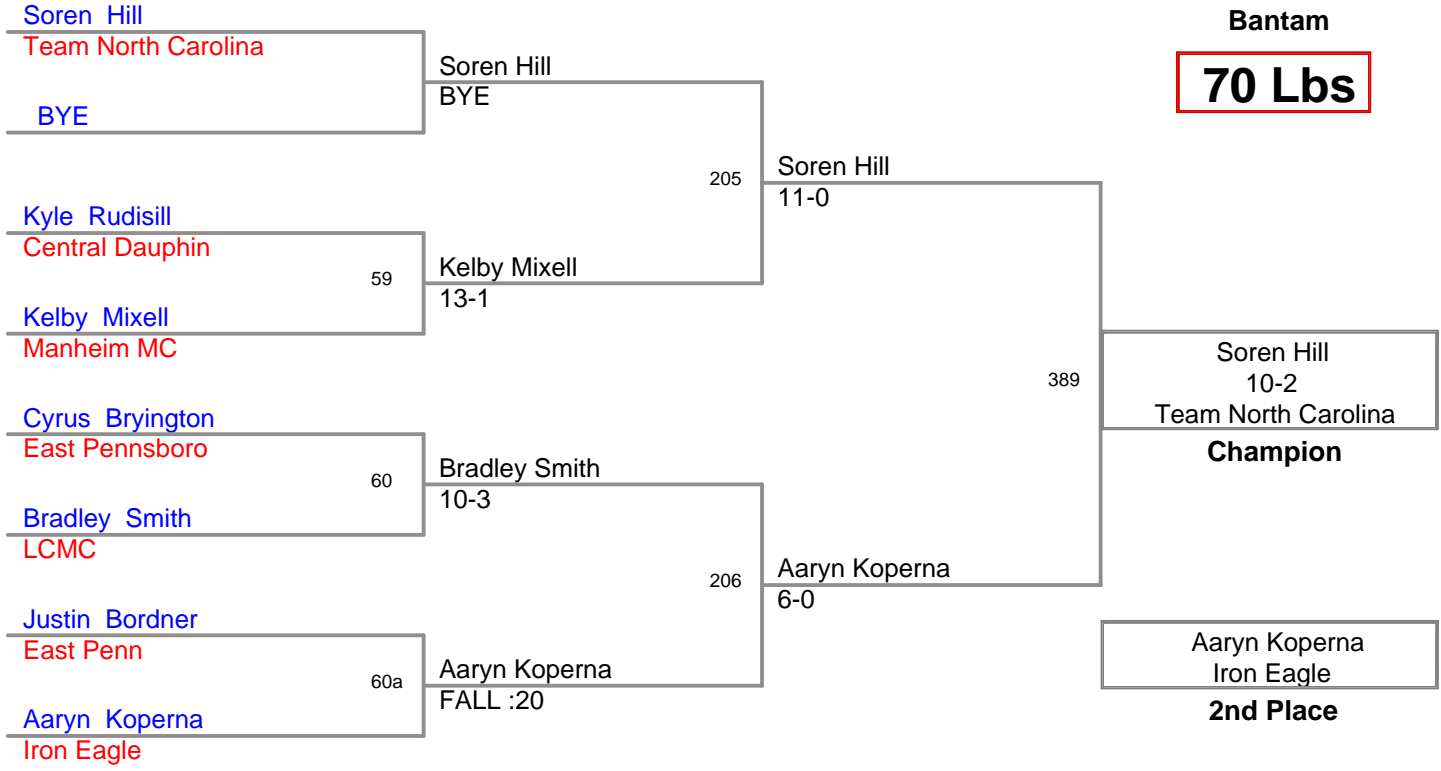 Soren Hill
Team North Carolina
BYE
Kyle Rudisill
Central Dauphin
59
Kelby Mixell
Manheim MC
Cyrus Bryington
East Pennsboro
60
Bradley Smith
LCMC
Justin Bordner
East Penn
60a
Aaryn Koperna
Iron Eagle
Soren Hill
BYE
205
Kelby Mixell
13-1
Bradley Smith
10-3
206
Aaryn Koperna
FALL :20
Soren Hill
11-0
389
Aaryn Koperna
6-0
Bantam
70 Lbs
Soren Hill
10-2
Team North Carolina
Champion
Aaryn Koperna
Iron Eagle
2nd Place